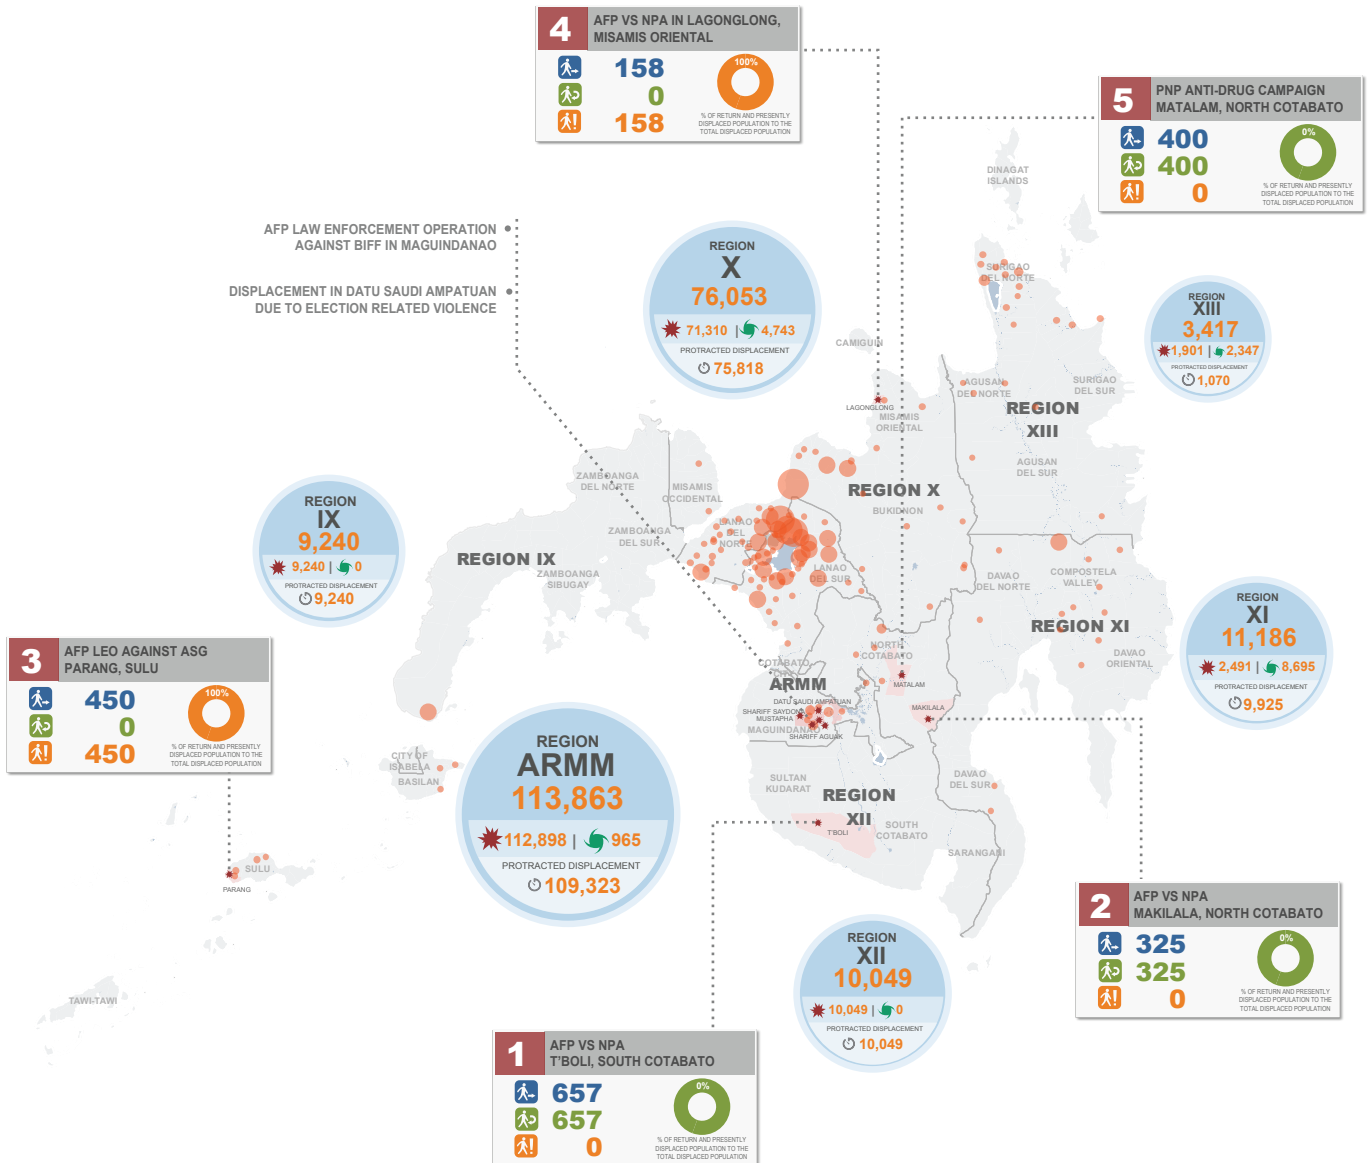 4
AFP VS NPA IN LAGONGLONG,
MISAMIS ORIENTAL
158
0
158
100%
% OF RETURN AND PRESENTLY
DISPLACED POPULATION TO THE
TOTAL DISPLACED POPULATION
5
PNP ANTI-DRUG CAMPAIGN
MATALAM, NORTH COTABATO
400
400
0
0%
% OF RETURN AND PRESENTLY
DISPLACED POPULATION TO THE
TOTAL DISPLACED POPULATION
AFP LAW ENFORCEMENT OPERATION
AGAINST BIFF IN MAGUINDANAO
DISPLACEMENT IN DATU SAUDI AMPATUAN
DUE TO ELECTION RELATED VIOLENCE
REGION
X
76,053
71,310 | 4,743
PROTRACTED DISPLACEMENT
75,818
REGION
XIII
3,417
1,901 | 2,347
PROTRACTED DISPLACEMENT
1,070
DINAGAT
ISLANDS
SURIGAO
DEL NORTE
CAMIGUIN
LAGONGLONG
MISAMIS
ORIENTAL
AGUSAN
DEL NORTE
SURIGAO
DEL SUR
REGION
XIII
AGUSAN
DEL SUR
ZAMBOANGA
DEL NORTE
MISAMIS
OCCIDENTAL
REGION X
BUKIDNON
LANAO
DEL
NORTE
ZAMBOANGA
DEL SUR
REGION IX
ZAMBOANGA
SIBUGAY
LANAO
DEL SUR
DAVAO
DEL NORTE
COMPOSTELA
VALLEY
REGION XI
DAVAO
ORIENTAL
REGION
IX
9,240
9,240 | 0
PROTRACTED DISPLACEMENT
9,240
REGION
XI
11,186
2,491 | 8,695
PROTRACTED DISPLACEMENT
9,925
3
AFP LEO AGAINST ASG
PARANG, SULU
450
0
450
100%
% OF RETURN AND PRESENTLY
DISPLACED POPULATION TO THE
TOTAL DISPLACED POPULATION
NORTH
COTABATO
COTABATO
CITY
MATALAM
ARMM
DATU SAUDI AMPATUAN
SHARIFF SAYDONA
MUSTAPHA
MAGUINDANAO
SHARIFF AGUAK
MAKILALA
CITY OF
ISABELA
BASILAN
REGION
ARMM
113,863
112,898 | 965
PROTRACTED DISPLACEMENT
109,323
SULTAN
KUDARAT
REGION
XII
T'BOLI
SOUTH
COTABATO
DAVAO
DEL SUR
SARANGANI
SULU
PARANG
TAWI-TAWI
2
AFP VS NPA
MAKILALA, NORTH COTABATO
325
325
0
0%
% OF RETURN AND PRESENTLY
DISPLACED POPULATION TO THE
TOTAL DISPLACED POPULATION
REGION
XII
10,049
10,049 | 0
PROTRACTED DISPLACEMENT
10,049
1
AFP VS NPA
T'BOLI, SOUTH COTABATO
657
657
0
0%
% OF RETURN AND PRESENTLY
DISPLACED POPULATION TO THE
TOTAL DISPLACED POPULATION